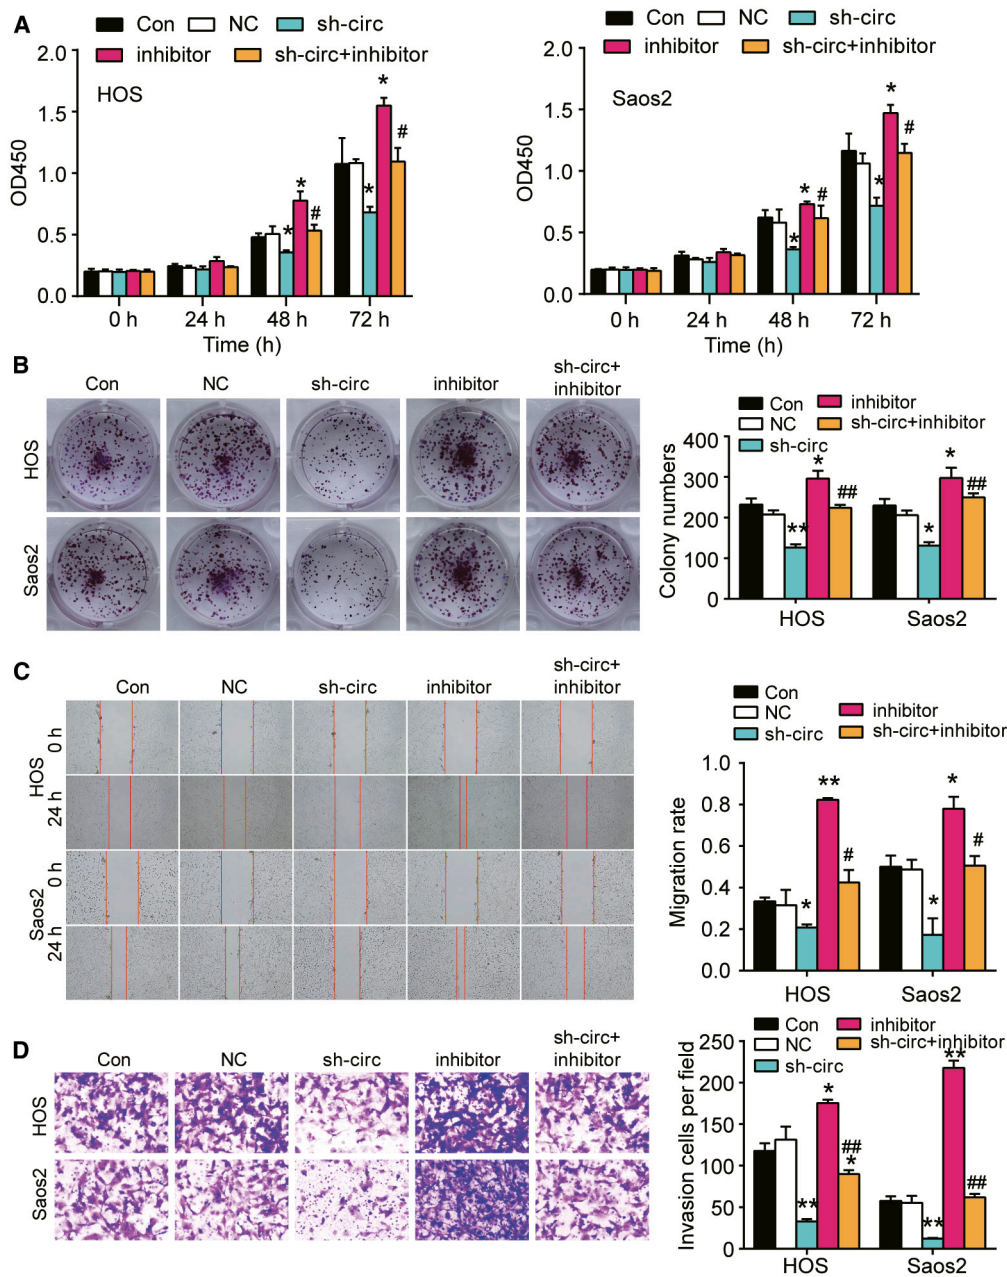 A
Con NC sh-circ
inhibitor sh-circ+inhibitor
2.0
1.5
1.0
0.5
0.0
OD450
HOS
* # * * # *
0 h 24 h 48 h 72 h
Time (h)
Con NC sh-circ
inhibitor sh-circ+inhibitor
2.0
1.5
1.0
0.5
0.0
OD450
Saos2
* * # * * #
0 h 24 h 48 h 72 h
Time (h)
B
Con NC sh-circ inhibitor sh-circ+
inhibitor
HOS
Saos2
Con inhibitor
NC sh-circ+inhibitor
sh-circ
400
300
200
100
0
Colony numbers
** * ## * * ##
HOS Saos2
C
Con NC sh-circ inhibitor sh-circ+
inhibitor
HOS
0 h
24 h
Saos2
0 h
24 h
Con
NC inhibitor
sh-circ sh-circ+inhibitor
1.0
0.8
0.6
0.4
0.2
0.0
Migration rate
* ** # * * #
HOS Saos2
D
Con NC sh-circ inhibitor sh-circ+
inhibitor
HOS
Saos2
Con inhibitor
NC sh-circ+inhibitor
sh-circ
250
200
150
100
50
0
Invasion cells per field
** * ## * ** ** ##
HOS Saos2